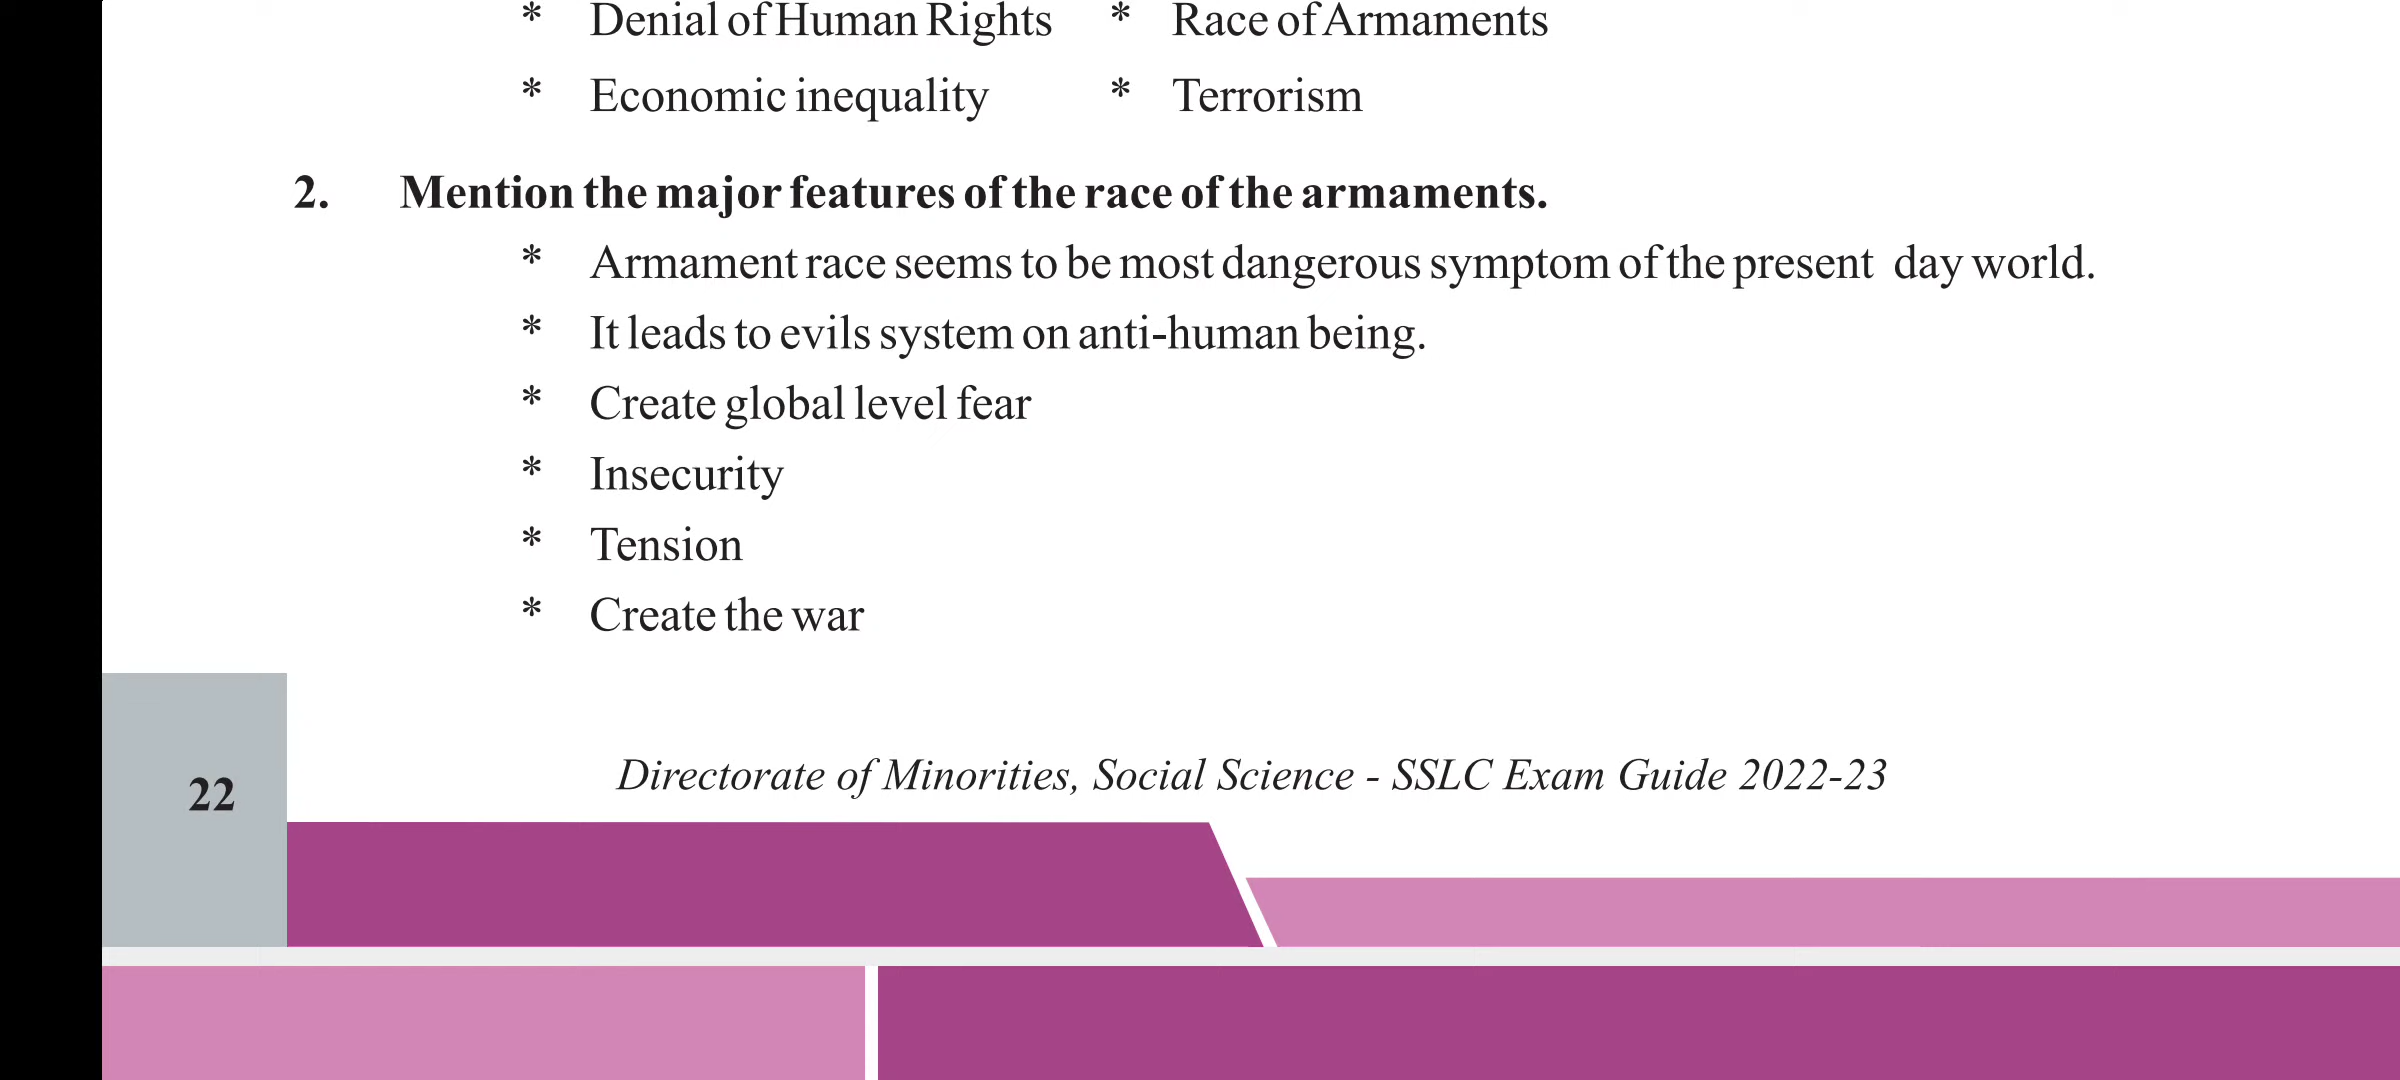 * Denial of Human Rights * Race of Armaments
* Economic inequality * Terrorism
2. Mention the major features of the race of the armaments.
* Armament race seems to be most dangerous symptom of the present day world.
* It leads to evils system on anti-human being.
* Create global level fear
* Insecurity
* Tension
* Create the war
22
Directorate of Minorities, Social Science - SSLC Exam Guide 2022-23